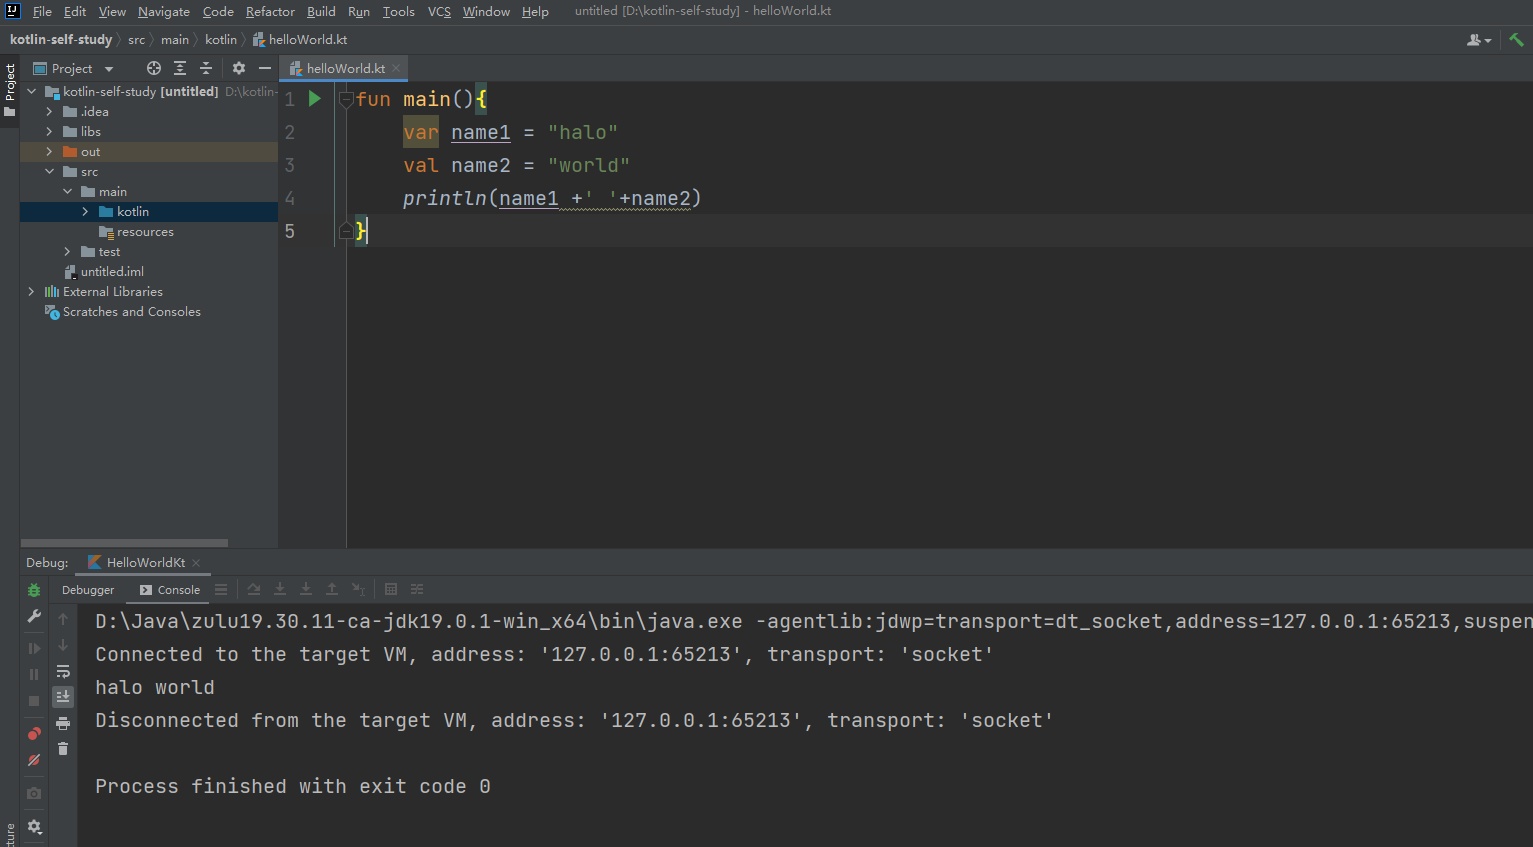 File Edit View Navigate Code Refactor Build Run Tools VCS Window Help untitled [D:\kotlin-self-study] - helloWorld.kt
kotlin-self-study src main kotlin helloWorld.kt
Project
Project
helloWorld.kt
kotlin-self-study [untitled] D:\kotlin-
.idea
libs
out
src
main
kotlin
resources
test
untitled.iml
External Libraries
Scratches and Consoles
1 fun main(){
2 var name1 = "halo"
3 val name2 = "world"
4 println(name1 +' '+name2)
5 }
Debug: HelloWorldKt
Debugger Console
D:\Java\zulu19.30.11-ca-jdk19.0.1-win_x64\bin\java.exe -agentlib:jdwp=transport=dt_socket,address=127.0.0.1:65213,suspen
Connected to the target VM, address: '127.0.0.1:65213', transport: 'socket'
halo world
Disconnected from the target VM, address: '127.0.0.1:65213', transport: 'socket'
Process finished with exit code 0